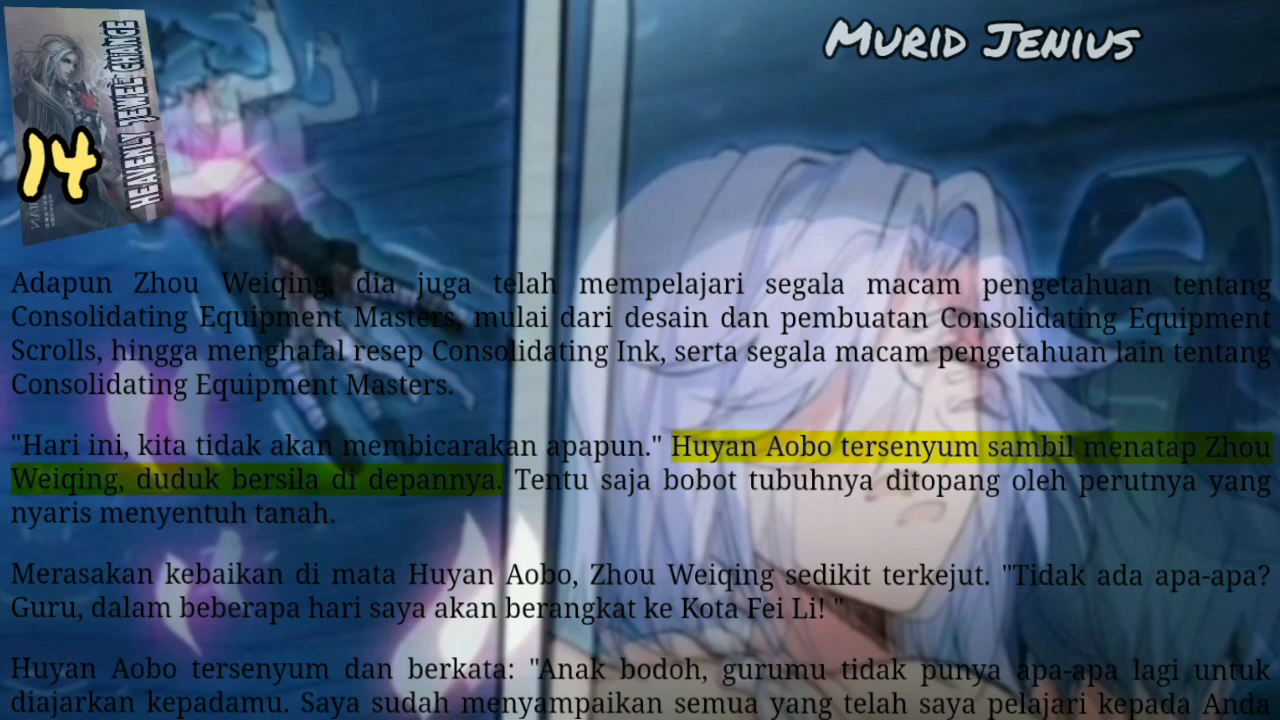 Murid Jenius
HEAVENLY JEWEL CHANGE
14
Adapun Zhou Weiqing, dia juga telah mempelajari segala macam pengetahuan tentang
Consolidating Equipment Masters, mulai dari desain dan pembuatan Consolidating Equipment
Scrolls, hingga menghafal resep Consolidating Ink, serta segala macam pengetahuan lain tentang
Consolidating Equipment Masters.
"Hari ini, kita tidak akan membicarakan apapun." Huyan Aobo tersenyum sambil menatap Zhou
Weiqing, duduk bersila di depannya. Tentu saja bobot tubuhnya ditopang oleh perutnya yang
nyaris menyentuh tanah.
Merasakan kebaikan di mata Huyan Aobo, Zhou Weiqing sedikit terkejut. "Tidak ada apa-apa?
Guru, dalam beberapa hari saya akan berangkat ke Kota Fei Li! "
Huyan Aobo tersenyum dan berkata: "Anak bodoh, gurumu tidak punya apa-apa lagi untuk
diajarkan kepadamu. Saya sudah menyampaikan semua yang telah saya pelajari kepada Anda